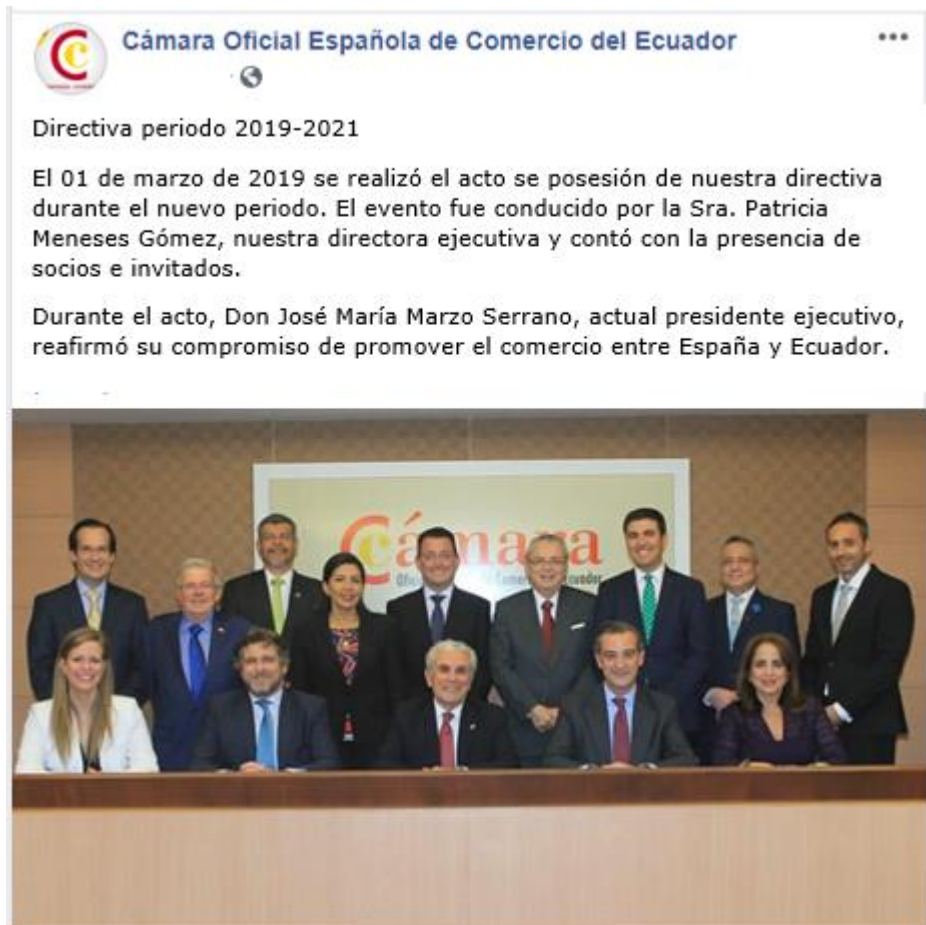 Cámara Oficial Española de Comercio del Ecuador
Directiva periodo 2019-2021
El 01 de marzo de 2019 se realizó el acto se posesión de nuestra directiva
durante el nuevo periodo. El evento fue conducido por la Sra. Patricia
Meneses Gómez, nuestra directora ejecutiva y contó con la presencia de
socios e invitados.
Durante el acto, Don José María Marzo Serrano, actual presidente ejecutivo,
reafirmó su compromiso de promover el comercio entre España y Ecuador.
Cámara